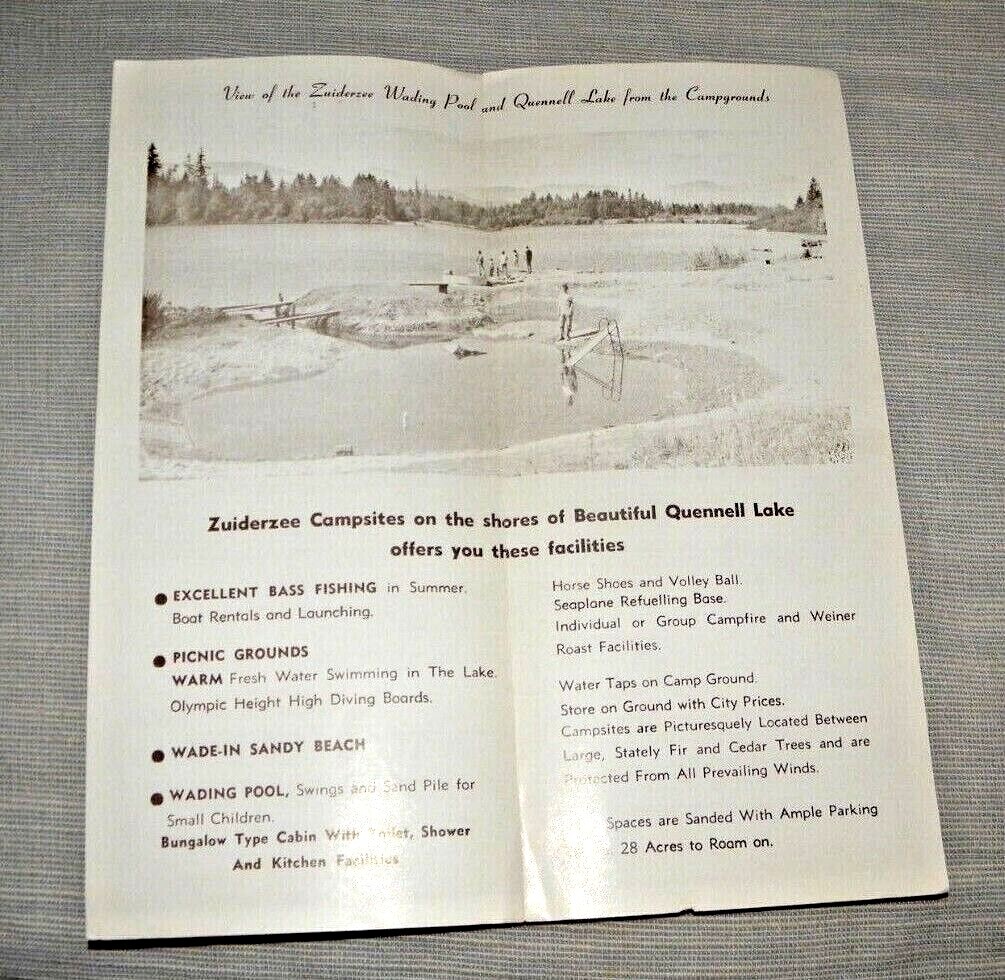 View of the Zuiderzee Wading Pool and Quennell Lake from the Campgrounds
Zuiderzee Campsites on the shores of Beautiful Quennell Lake
offers you these facilities
● EXCELLENT BASS FISHING in Summer.
Boat Rentals and Launching.
● PICNIC GROUNDS
WARM Fresh Water Swimming in The Lake.
Olympic Height High Diving Boards.
● WADE-IN SANDY BEACH
● WADING POOL, Swings and Sand Pile for
Small Children.
Bungalow Type Cabin With Toilet, Shower
And Kitchen Facilities
Horse Shoes and Volley Ball.
Seaplane Refuelling Base.
Individual or Group Campfire and Weiner
Roast Facilities.
Water Taps on Camp Ground.
Store on Ground with City Prices.
Campsites are Picturesquely Located Between
Large, Stately Fir and Cedar Trees and are
Protected From All Prevailing Winds.
Spaces are Sanded With Ample Parking
28 Acres to Roam on.